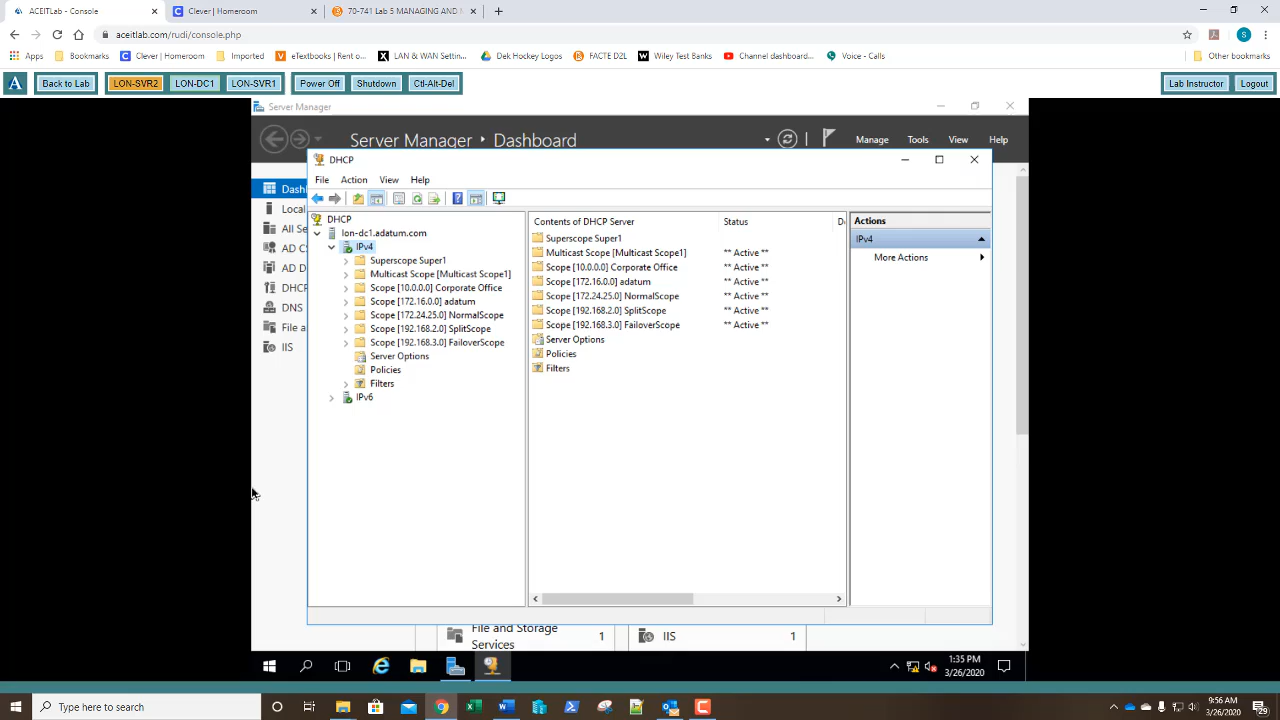 ACEITLab - Console
Clever | Homeroom
70-741 Lab 5 MANAGING AND M
aceitlab.com/rudi/console.php
S
Apps
Bookmarks
Clever | Homeroom
Imported
eTextbooks | Rent o...
LAN & WAN Settin...
Dak Hockey Logos
FACTE D2L
Wiley Test Banks
Channel dashboard...
Voice - Calls
Other bookmarks
Back to Lab
LON-SVR2
LON-DC1
LON-SVR1
Power Off
Shutdown
Ctl-Alt-Del
Lab Instructor
Logout
Server Manager
Server Manager
Dashboard
Manage
Tools
View
Help
Dashl
Local
All Se
AD CS
AD D
DHCP
DNS
File a
IIS
DHCP
File
Action
View
Help
DHCP
lon-dc1.adatum.com
IPv4
Superscope Super1
Multicast Scope [Multicast Scope1]
Scope [10.0.0.0] Corporate Office
Scope [172.16.0.0] adatum
Scope [172.24.25.0] NormalScope
Scope [192.168.2.0] SplitScope
Scope [192.168.3.0] FailoverScope
Server Options
Policies
Filters
IPv6
Contents of DHCP Server
Status
Superscope Super1
Multicast Scope [Multicast Scope1]
** Active **
Scope [10.0.0.0] Corporate Office
** Active **
Scope [172.16.0.0] adatum
** Active **
Scope [172.24.25.0] NormalScope
** Active **
Scope [192.168.2.0] SplitScope
** Active **
Scope [192.168.3.0] FailoverScope
** Active **
Server Options
Policies
Filters
Actions
IPv4
More Actions
File and Storage
Services
1
IIS
1
1:35 PM
3/26/2020
Type here to search
9:56 AM
3/26/2020